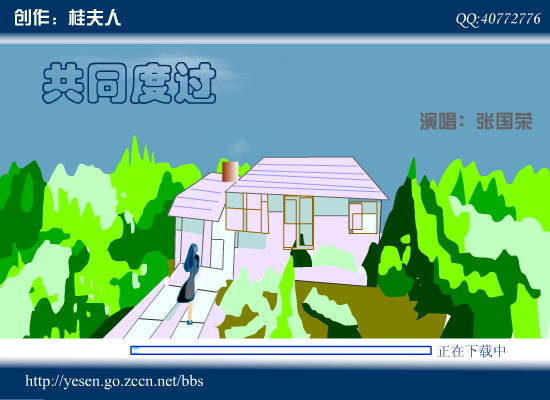 创作：桂夫人
QQ:40772776
共同度过
演唱：张国荣
正在下载中
http://yesen.go.zccn.net/bbs